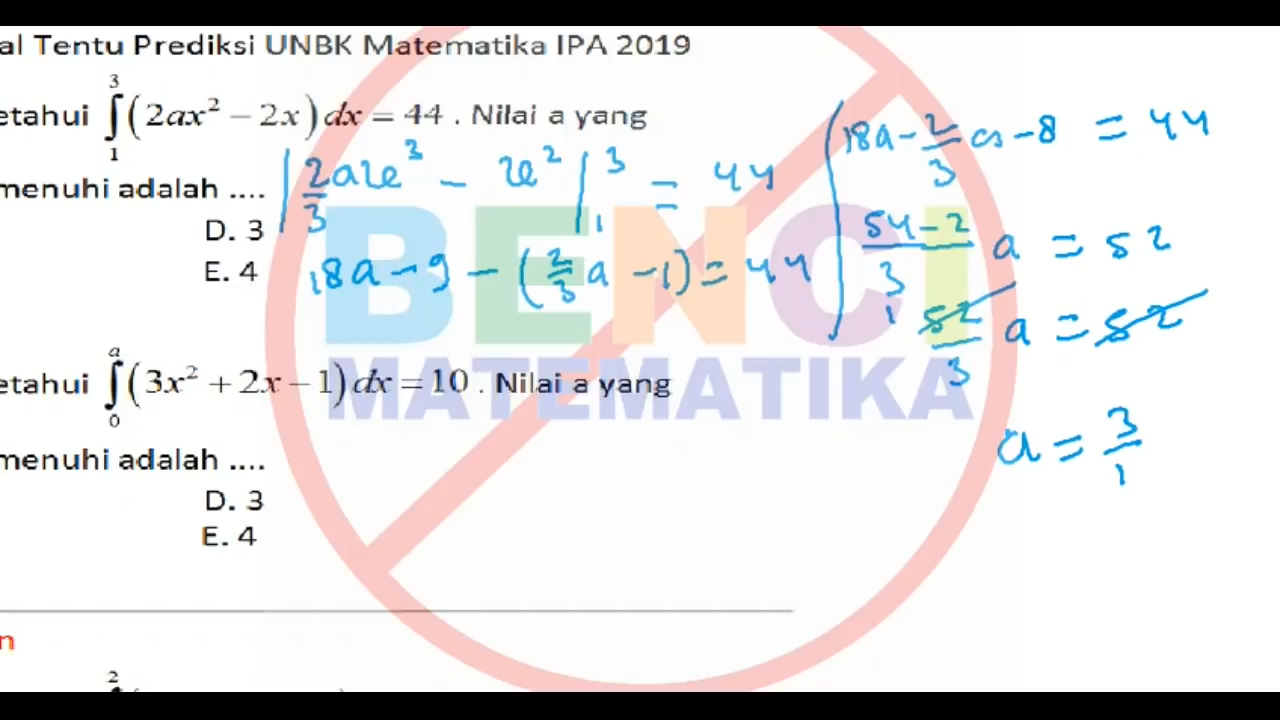 al Tentu Prediksi UNBK Matematika IPA 2019
etahui ∫₁³(2ax² − 2x)dx = 44 . Nilai a yang
menuhi adalah ....
D. 3
E. 4
|2/3 ax³ − x²|₁³ = 44
18a − 9 − (2/3 a − 1) = 44
18a − 2/3 a − 8 = 44
(54 − 2)/3 a = 52
1 52/3 a = 52
a = 3/1
BENCI
MATEMATIKA
etahui ∫₀ᵃ(3x² + 2x − 1)dx = 10 . Nilai a yang
menuhi adalah ....
D. 3
E. 4
n
2